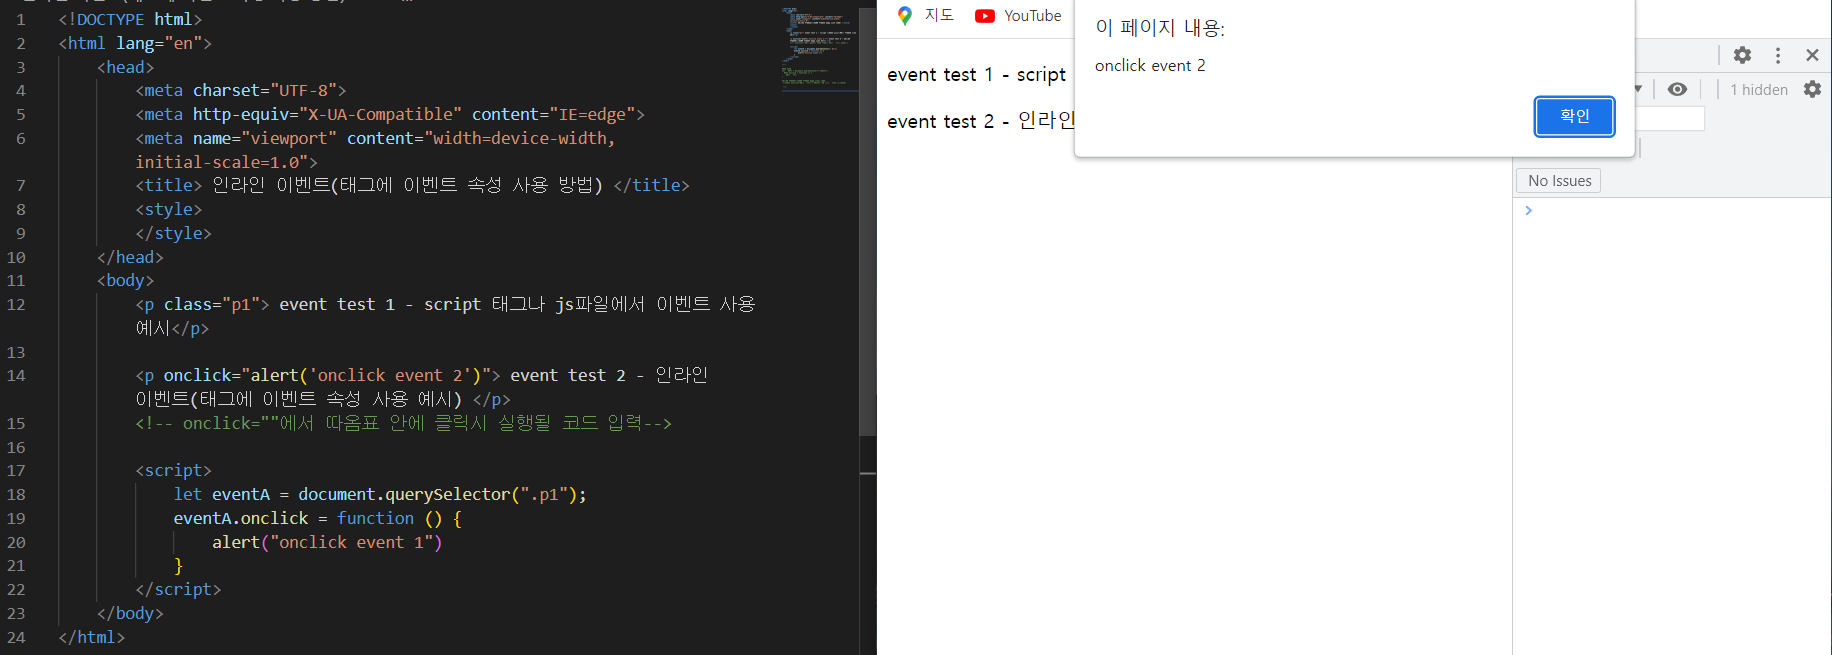 1 <!DOCTYPE html>
2 <html lang="en">
3 <head>
4 <meta charset="UTF-8">
5 <meta http-equiv="X-UA-Compatible" content="IE=edge">
6 <meta name="viewport" content="width=device-width,
initial-scale=1.0">
7 <title> 인라인 이벤트(태그에 이벤트 속성 사용 방법) </title>
8 <style>
9 </style>
10 </head>
11 <body>
12 <p class="p1"> event test 1 - script 태그나 js파일에서 이벤트 사용
예시</p>
13
14 <p onclick="alert('onclick event 2')"> event test 2 - 인라인
이벤트(태그에 이벤트 속성 사용 예시) </p>
15 <!-- onclick=""에서 따옴표 안에 클릭시 실행될 코드 입력-->
16
17 <script>
18 let eventA = document.querySelector(".p1");
19 eventA.onclick = function () {
20 alert("onclick event 1")
21 }
22 </script>
23 </body>
24 </html>
지도 YouTube
이 페이지 내용:
onclick event 2
확인
event test 1 - script
event test 2 - 인라인
1 hidden
No Issues